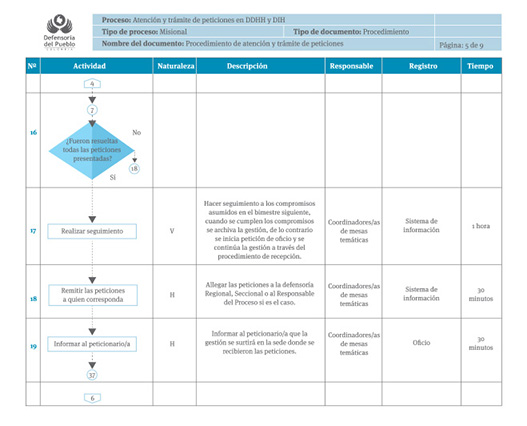 Defensoría
del Pueblo
COLOMBIA
Proceso: Atención y trámite de peticiones en DDHH y DIH
Tipo de proceso: Misional
Tipo de documento: Procedimiento
Nombre del documento: Procedimiento de atención y trámite de peticiones
Página: 5 de 9
Nº Actividad Naturaleza Descripción Responsable Registro Tiempo
4
7
16
¿Fueron resueltas
todas las peticiones
presentadas?
No
18
Sí
17
Realizar seguimiento
V
Hacer seguimiento a los compromisos
asumidos en el bimestre siguiente,
cuando se cumplen los compromisos
se archiva la gestión, de lo contrario
se inicia petición de oficio y se
continúa la gestión a través del
procedimiento de recepción.
Coordinadores/as
de mesas
temáticas
Sistema de
información
1 hora
18
Remitir las peticiones
a quien corresponda
H
Allegar las peticiones a la defensoría
Regional, Seccional o al Responsable
del Proceso si es el caso.
Coordinadores/as
de mesas
temáticas
Sistema de
información
30
minutos
19
Informar al peticionario/a
H
Informar al peticionario/a que la
gestión se surtirá en la sede donde se
recibieron las peticiones.
Coordinadores/as
de mesas
temáticas
Oficio
30
minutos
37
6